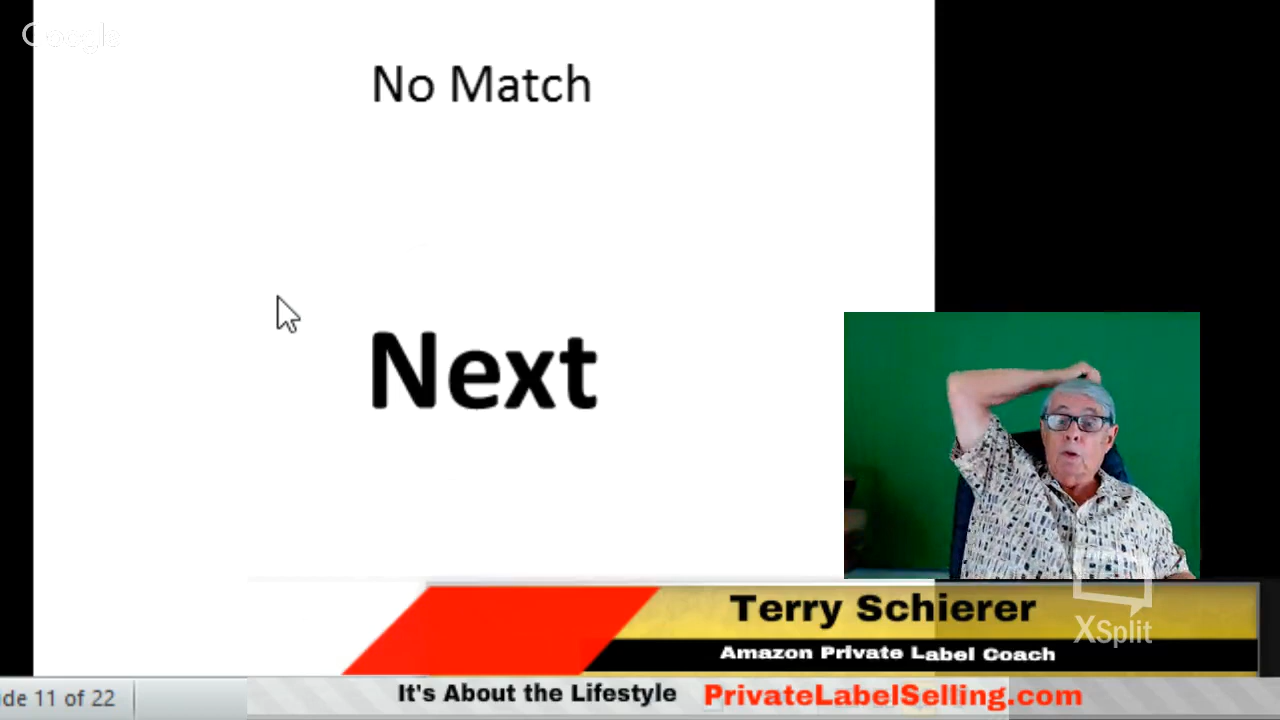 Google
No Match
Next
Terry Schierer
XSplit
Amazon Private Label Coach
de 11 of 22
It's About the Lifestyle
PrivateLabelSelling.com